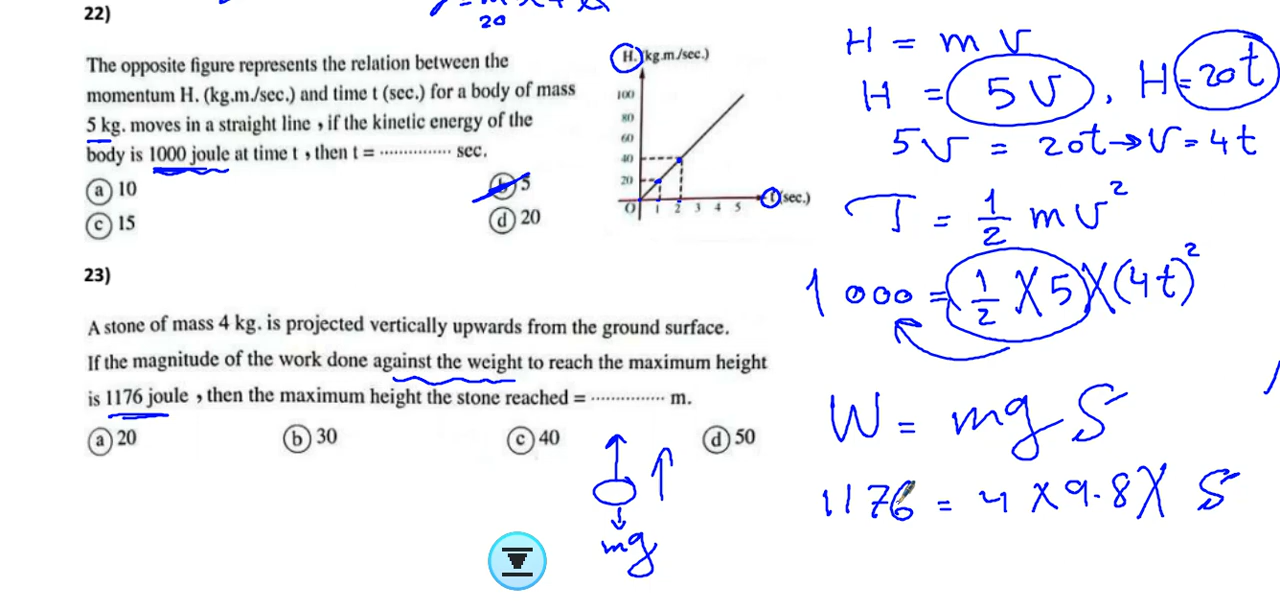 20
22)
The opposite figure represents the relation between the
momentum H. (kg.m/sec.) and time t (sec.) for a body of mass
5 kg. moves in a straight line , if the kinetic energy of the
body is 1000 joule at time t , then t = ............... sec.
a 10
b 5
c 15
d 20
H. (kg.m/sec.)
100
80
60
40
20
O 1 2 3 4 5
t (sec.)
H = m v
H = 5v , H = 20t
5v = 20t → v = 4t
T = 1/2 m v²
1000 = 1/2 × 5 × (4t)²
23)
A stone of mass 4 kg. is projected vertically upwards from the ground surface.
If the magnitude of the work done against the weight to reach the maximum height
is 1176 joule , then the maximum height the stone reached = ............... m.
a 20
b 30
c 40
d 50
mg
W = mg S
1176 = 4 × 9.8 × S